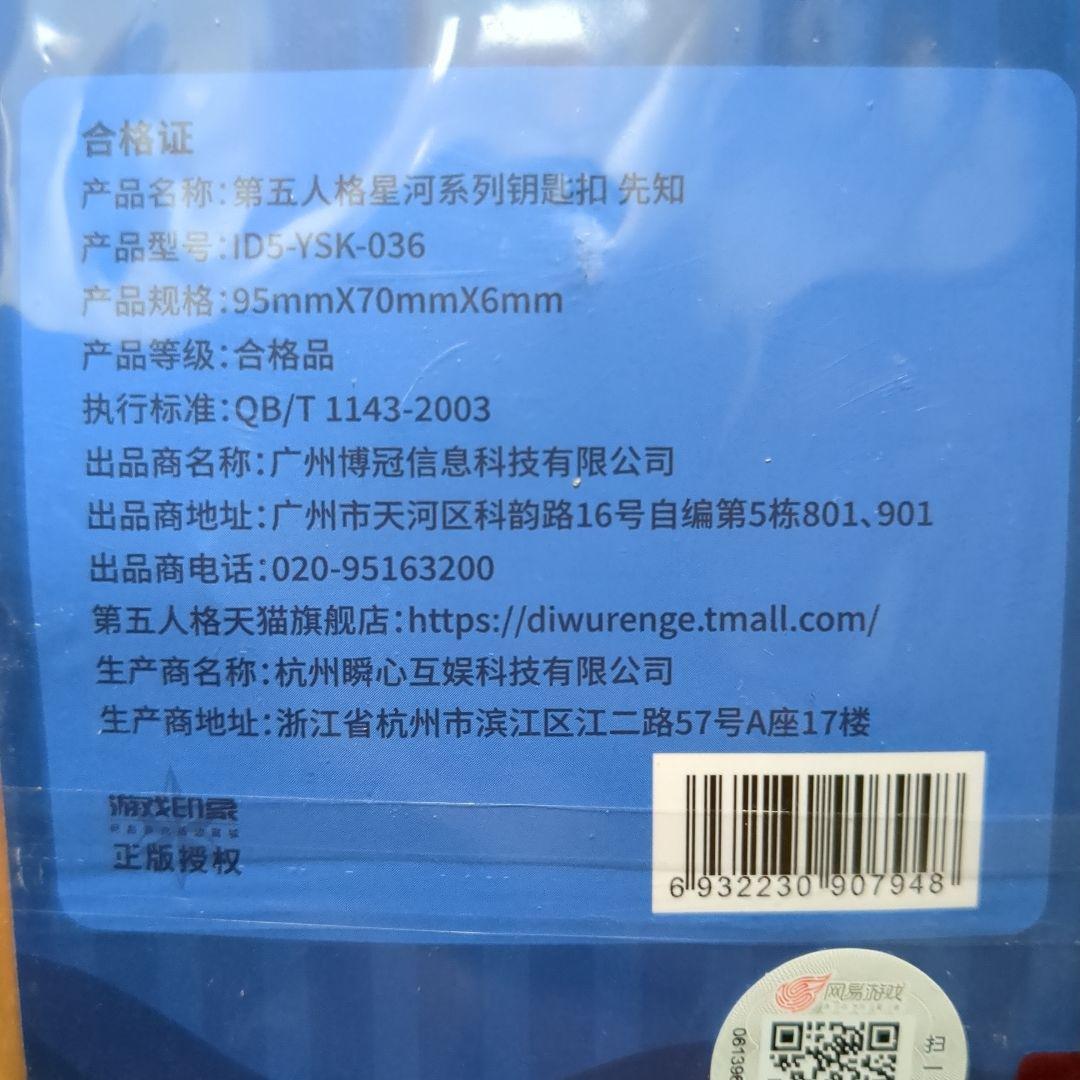 合格证
产品名称:第五人格星河系列钥匙扣 先知
产品型号:ID5-YSK-036
产品规格:95mmX70mmX6mm
产品等级:合格品
执行标准:QB/T 1143-2003
出品商名称:广州博冠信息科技有限公司
出品商地址:广州市天河区科韵路16号自编第5栋801、901
出品商电话:020-95163200
第五人格天猫旗舰店:https://diwurenge.tmall.com/
生产商名称:杭州瞬心互娱科技有限公司
生产商地址:浙江省杭州市滨江区江二路57号A座17楼
游戏印象
正版授权
6 932230 907948
网易游戏
061396
扫一